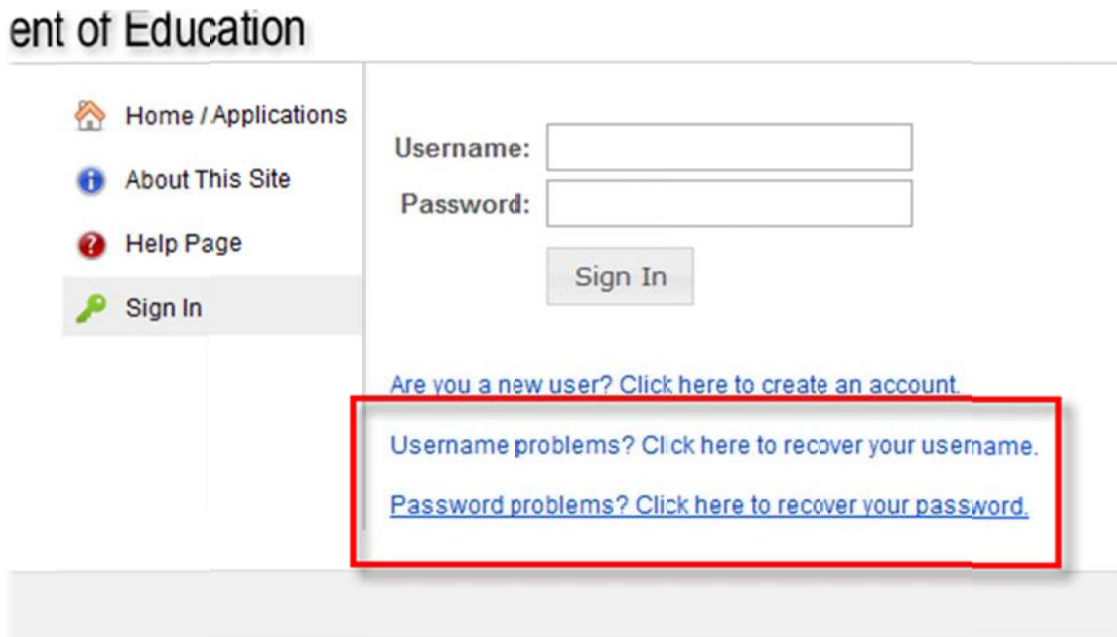 ent of Education
Home / Applications
About This Site
Help Page
Sign In
Username:
Password:
Sign In
Are you a new user? Click here to create an account.
Username problems? Click here to recover your username.
Password problems? Click here to recover your password.